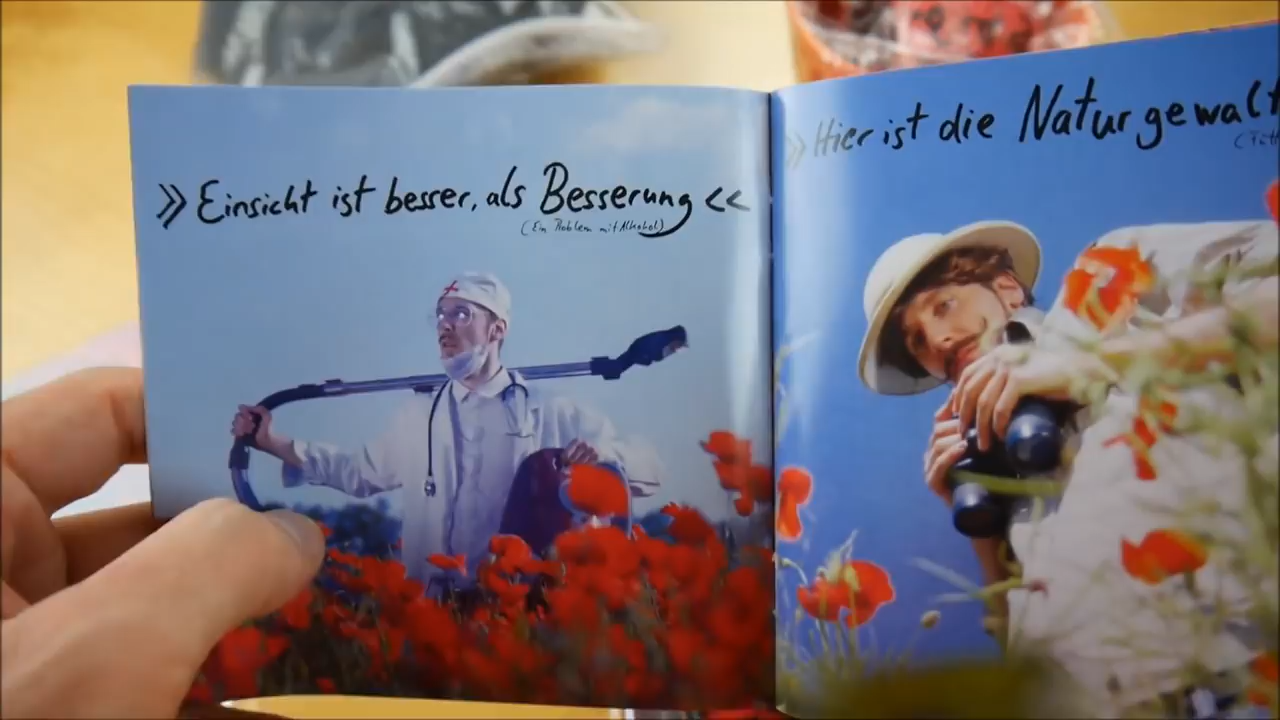 »Einsicht ist besser, als Besserung«
(Ein Problem mit Alkohol)
»Hier ist die Naturgewalt